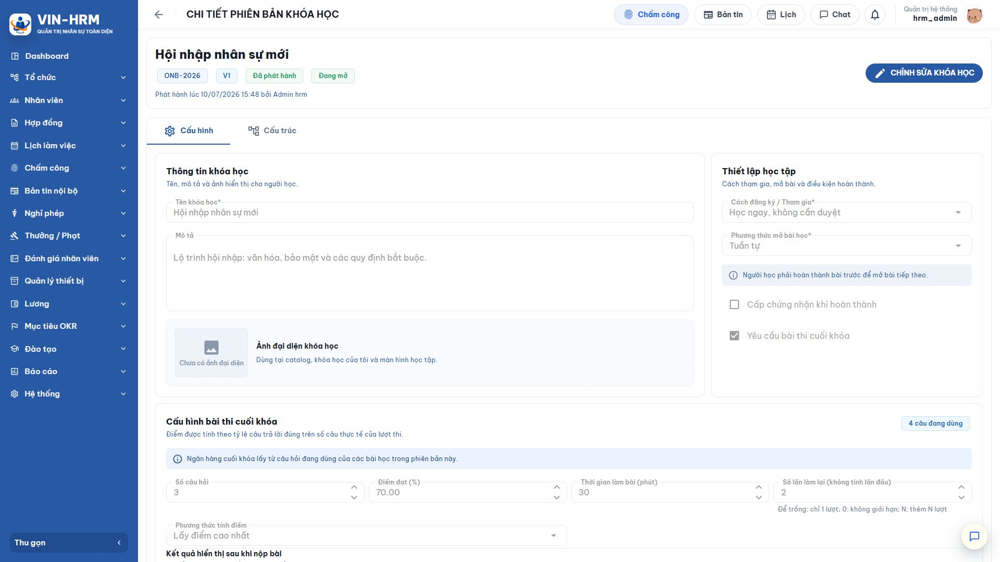 VIN-HRM
QUẢN TRỊ NHÂN SỰ TOÀN DIỆN
Dashboard
Tổ chức
Nhân viên
Hợp đồng
Lịch làm việc
Chấm công
Bản tin nội bộ
Nghỉ phép
Thưởng / Phạt
Đánh giá nhân viên
Quản lý thiết bị
Lương
Mục tiêu OKR
Đào tạo
Báo cáo
Hệ thống
Thu gọn
CHI TIẾT PHIÊN BẢN KHÓA HỌC
Chấm công
Bản tin
Lịch
Chat
Quản trị hệ thống
hrm_admin
Hội nhập nhân sự mới
ONB-2026
V1
Đã phát hành
Đang mở
Phát hành lúc 10/07/2026 15:48 bởi Admin hrm
CHỈNH SỬA KHÓA HỌC
Cấu hình
Cấu trúc
Thông tin khóa học
Tên, mô tả và ảnh hiển thị cho người học.
Tên khóa học*
Hội nhập nhân sự mới
Mô tả
Lộ trình hội nhập: văn hóa, bảo mật và các quy định bắt buộc.
Chưa có ảnh đại diện
Ảnh đại diện khóa học
Dùng tại catalog, khóa học của tôi và màn hình học tập.
Thiết lập học tập
Cách tham gia, mở bài và điều kiện hoàn thành.
Cách đăng ký / Tham gia*
Học ngay, không cần duyệt
Phương thức mở bài học*
Tuần tự
Người học phải hoàn thành bài trước để mở bài tiếp theo.
Cấp chứng nhận khi hoàn thành
Yêu cầu bài thi cuối khóa
Cấu hình bài thi cuối khóa
Điểm được tính theo tỷ lệ câu trả lời đúng trên số câu thực tế của lượt thi.
4 câu đang dùng
Ngân hàng cuối khóa lấy từ câu hỏi đang dùng của các bài học trong phiên bản này.
Số câu hỏi
3
Điểm đạt (%)
70.00
Thời gian làm bài (phút)
30
Số lần làm lại (không tính lần đầu)
2
Để trống: chỉ 1 lượt; 0: không giới hạn; N: thêm N lượt
Phương thức tính điểm
Lấy điểm cao nhất
Kết quả hiển thị sau khi nộp bài